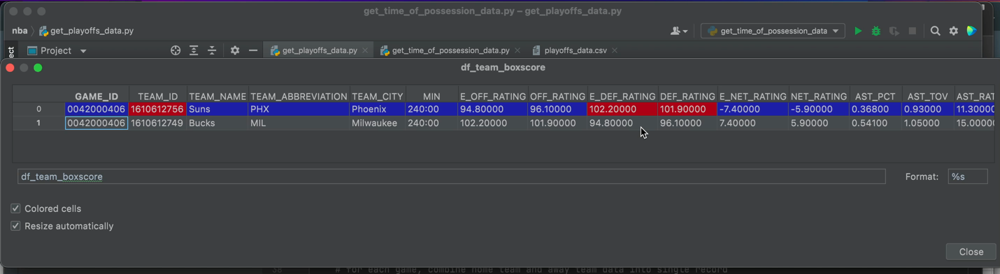 get_time_of_possession_data.py – get_playoffs_data.py
nba get_playoffs_data.py get_time_of_possession_data
Project get_playoffs_data.py get_time_of_possession_data.py playoffs_data.csv
df_team_boxscore
GAME_ID TEAM_ID TEAM_NAME TEAM_ABBREVIATION TEAM_CITY MIN E_OFF_RATING OFF_RATING E_DEF_RATING DEF_RATING E_NET_RATING NET_RATING AST_PCT AST_TOV AST_RAT
0 0042000406 1610612756 Suns PHX Phoenix 240:00 94.80000 96.10000 102.20000 101.90000 -7.40000 -5.90000 0.36800 0.93000 11.30000
1 0042000406 1610612749 Bucks MIL Milwaukee 240:00 102.20000 101.90000 94.80000 96.10000 7.40000 5.90000 0.54100 1.05000 15.00000
df_team_boxscore Format: %s
Colored cells
Resize automatically
Close
38 # for each game, combine home team and away team data into single record